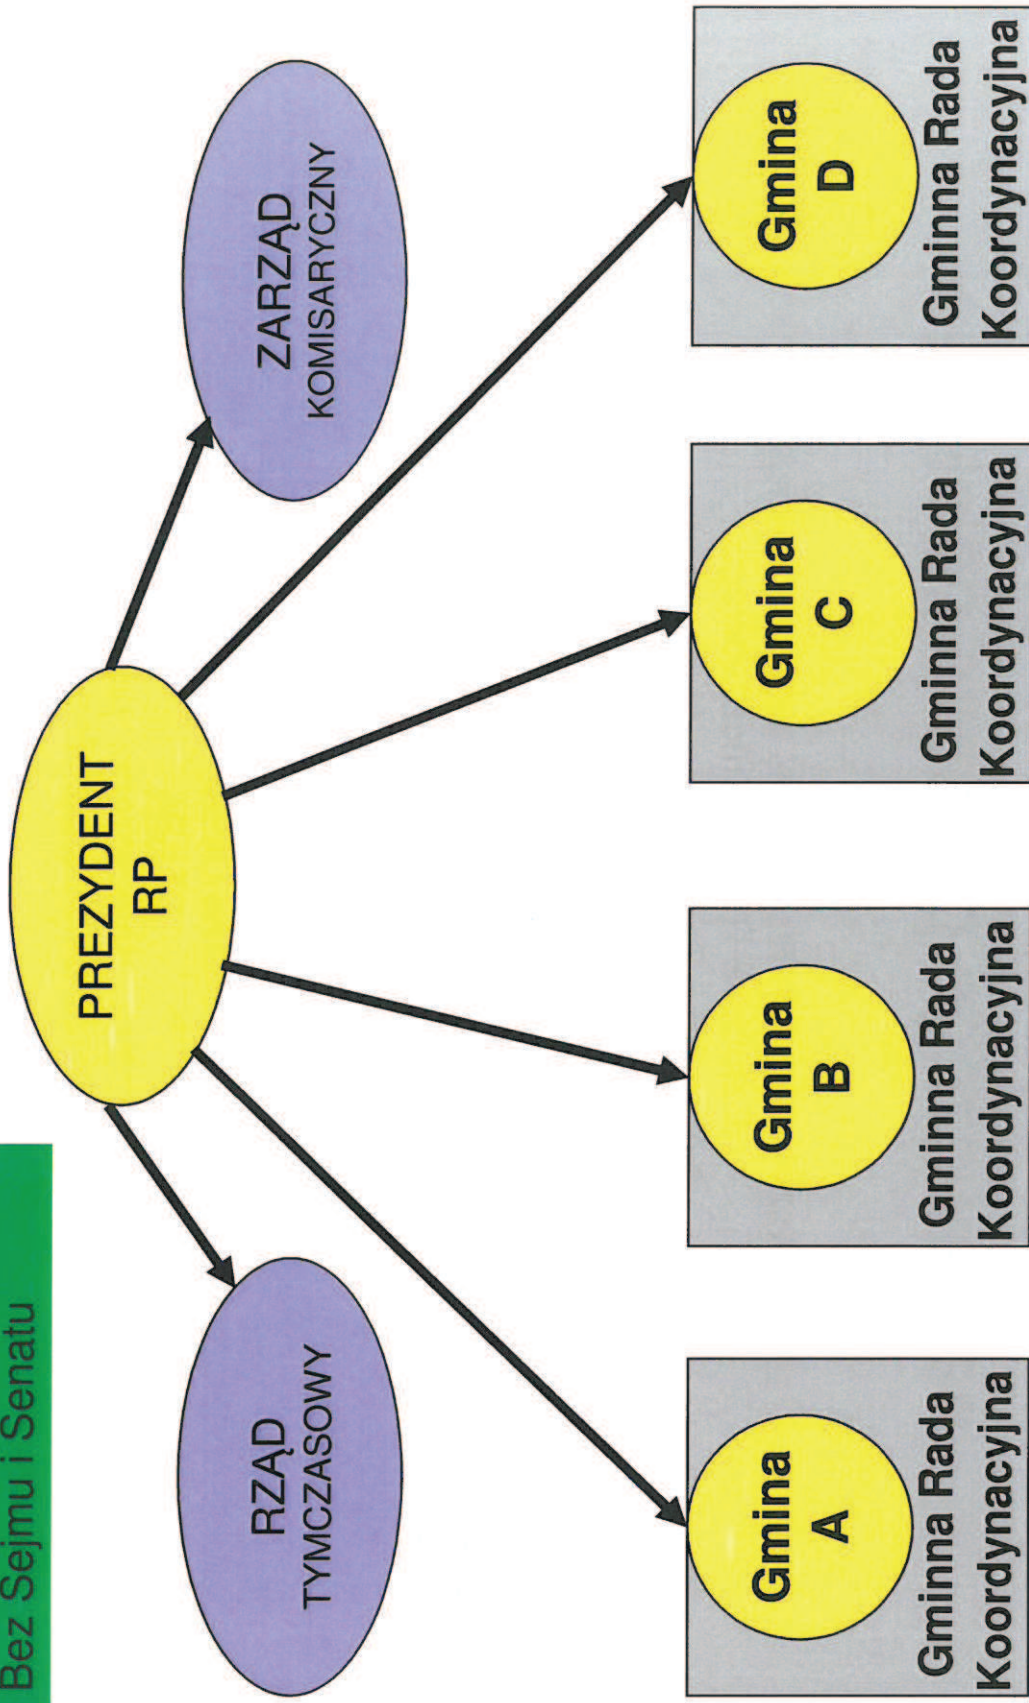 Bez Sejmu i Senatu
PREZYDENT
RP
RZĄD
TYMCZASOWY
ZARZĄD
KOMISARYCZNY
Gmina
A
Gminna Rada
Koordynacyjna
Gmina
B
Gminna Rada
Koordynacyjna
Gmina
C
Gminna Rada
Koordynacyjna
Gmina
D
Gminna Rada
Koordynacyjna